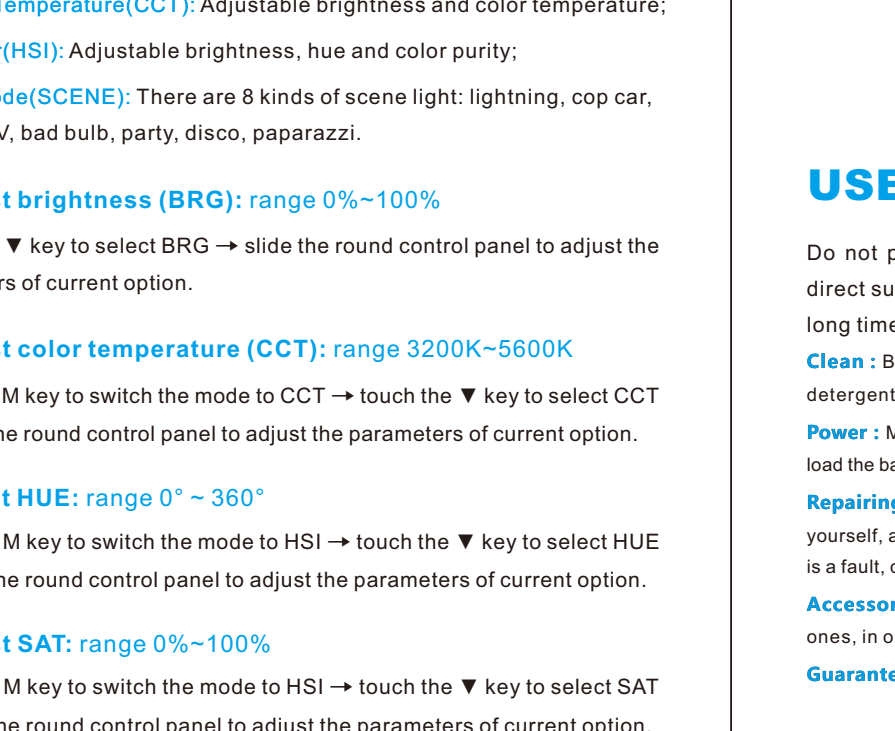 Temperature(CCT): Adjustable brightness and color temperature;
(HSI): Adjustable brightness, hue and color purity;
ode(SCENE): There are 8 kinds of scene light: lightning, cop car,
V, bad bulb, party, disco, paparazzi.
st brightness (BRG): range 0%~100%
▼ key to select BRG → slide the round control panel to adjust the
rs of current option.
st color temperature (CCT): range 3200K~5600K
M key to switch the mode to CCT → touch the ▼ key to select CCT
he round control panel to adjust the parameters of current option.
t HUE: range 0° ~ 360°
M key to switch the mode to HSI → touch the ▼ key to select HUE
he round control panel to adjust the parameters of current option.
st SAT: range 0%~100%
M key to switch the mode to HSI → touch the ▼ key to select SAT
he round control panel to adjust the parameters of current option.
USE
Do not p
direct su
long time
Clean : B
detergent
Power : M
load the ba
Repairing
yourself, a
is a fault, c
Accessor
ones, in o
Guarante